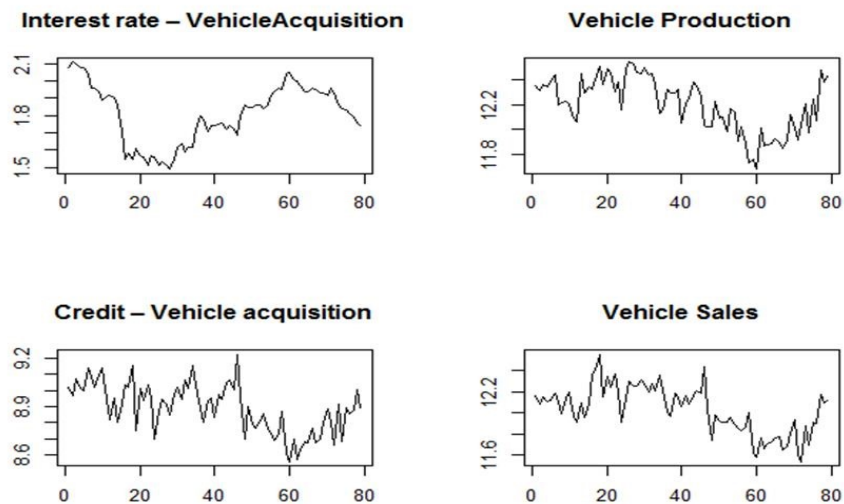 Interest rate – VehicleAcquisition
Vehicle Production
2.1
1.8
1.5
0 20 40 60 80
12.2
11.8
0 20 40 60 80
Credit – Vehicle acquisition
Vehicle Sales
9.2
8.9
8.6
0 20 40 60 80
12.2
11.6
0 20 40 60 80